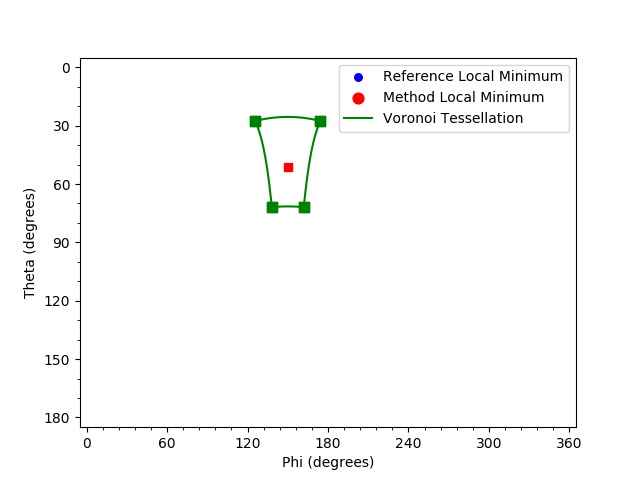 Reference Local Minimum
Method Local Minimum
Voronoi Tessellation
0
30
60
90
120
150
180
Theta (degrees)
0
60
120
180
240
300
360
Phi (degrees)